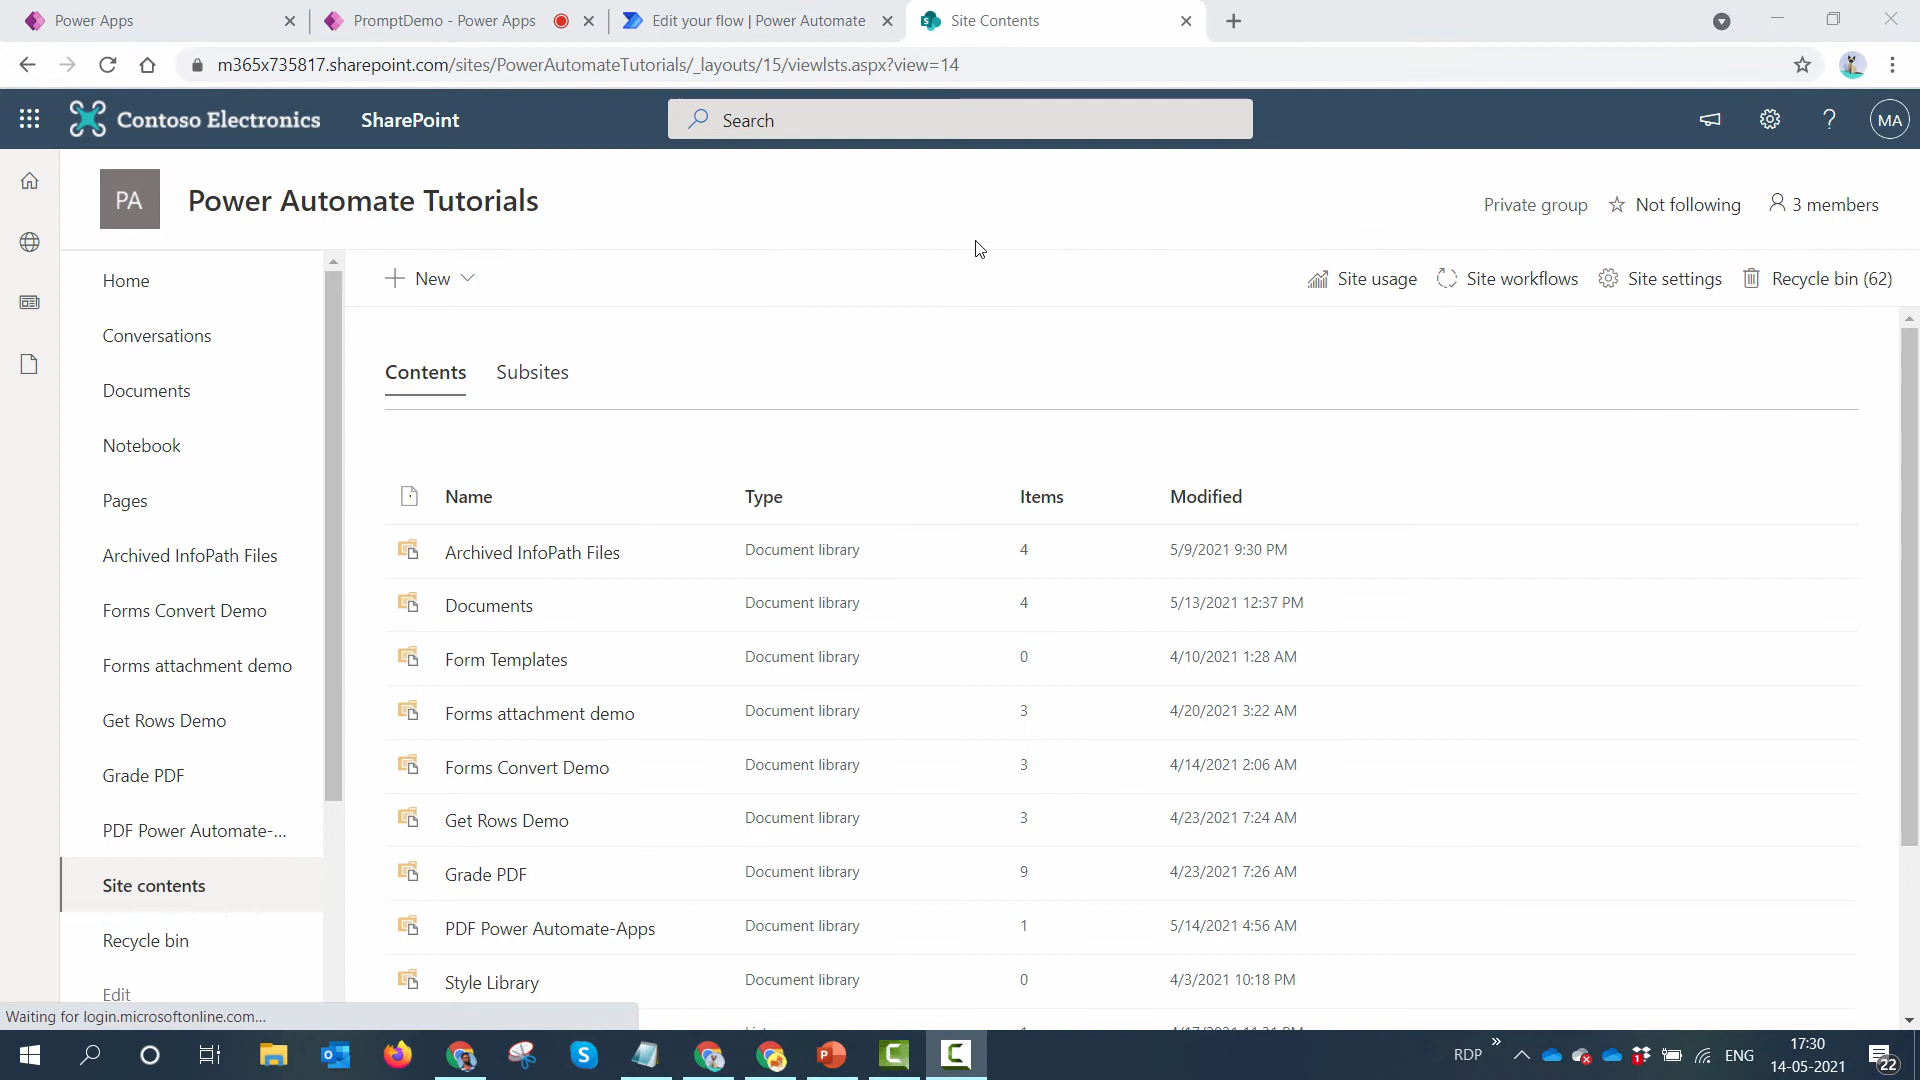 Power Apps
PromptDemo - Power Apps
Edit your flow | Power Automate
Site Contents
m365x735817.sharepoint.com/sites/PowerAutomateTutorials/_layouts/15/viewlsts.aspx?view=14
Contoso Electronics
SharePoint
Search
MA
PA
Power Automate Tutorials
Private group
Not following
3 members
Home
Conversations
Documents
Notebook
Pages
Archived InfoPath Files
Forms Convert Demo
Forms attachment demo
Get Rows Demo
Grade PDF
PDF Power Automate-...
Site contents
Recycle bin
Edit
New
Site usage
Site workflows
Site settings
Recycle bin (62)
Contents
Subsites
Name Type Items Modified
Archived InfoPath Files Document library 4 5/9/2021 9:30 PM
Documents Document library 4 5/13/2021 12:37 PM
Form Templates Document library 0 4/10/2021 1:28 AM
Forms attachment demo Document library 3 4/20/2021 3:22 AM
Forms Convert Demo Document library 3 4/14/2021 2:06 AM
Get Rows Demo Document library 3 4/23/2021 7:24 AM
Grade PDF Document library 9 4/23/2021 7:26 AM
PDF Power Automate-Apps Document library 1 5/14/2021 4:56 AM
Style Library Document library 0 4/3/2021 10:18 PM
Waiting for login.microsoftonline.com...
RDP
ENG
17:30
14-05-2021
22